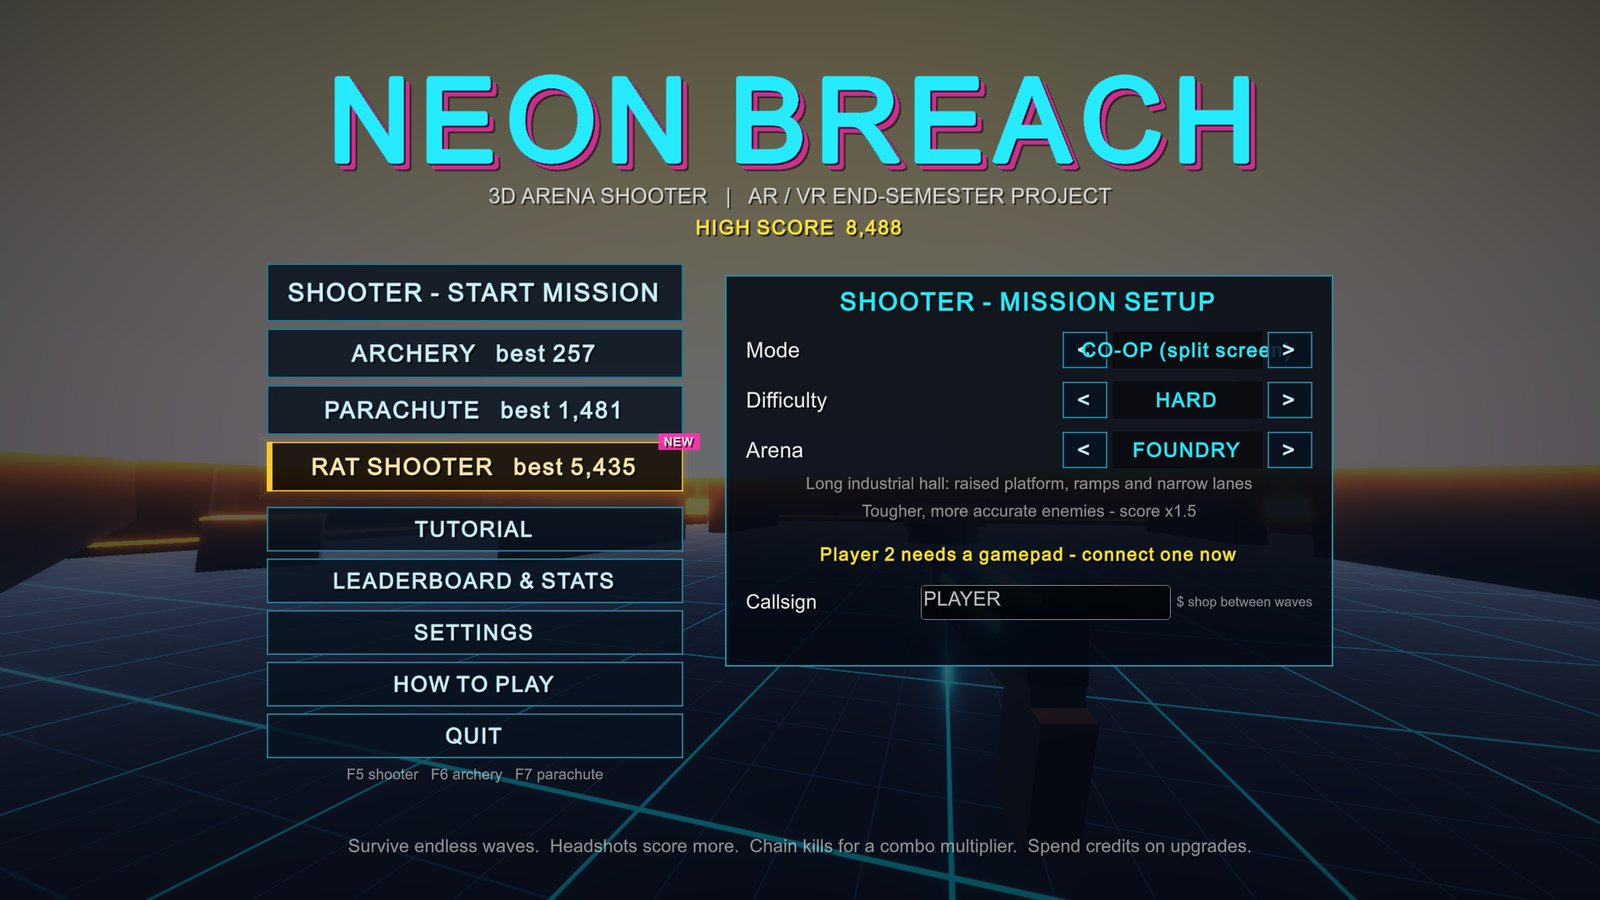 NEON BREACH
3D ARENA SHOOTER | AR / VR END-SEMESTER PROJECT
HIGH SCORE 8,488
SHOOTER - START MISSION
ARCHERY best 257
PARACHUTE best 1,481
NEW
RAT SHOOTER best 5,435
TUTORIAL
LEADERBOARD & STATS
SETTINGS
HOW TO PLAY
QUIT
F5 shooter F6 archery F7 parachute
SHOOTER - MISSION SETUP
Mode < CO-OP (split screen) >
Difficulty < HARD >
Arena < FOUNDRY >
Long industrial hall: raised platform, ramps and narrow lanes
Tougher, more accurate enemies - score x1.5
Player 2 needs a gamepad - connect one now
Callsign PLAYER $ shop between waves
Survive endless waves. Headshots score more. Chain kills for a combo multiplier. Spend credits on upgrades.